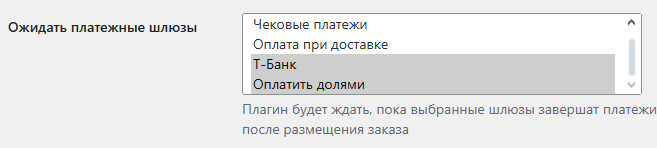 Ожидать платежные шлюзы
Чековые платежи
Оплата при доставке
Т-Банк
Оплатить долями
Плагин будет ждать, пока выбранные шлюзы завершат платежи
после размещения заказа